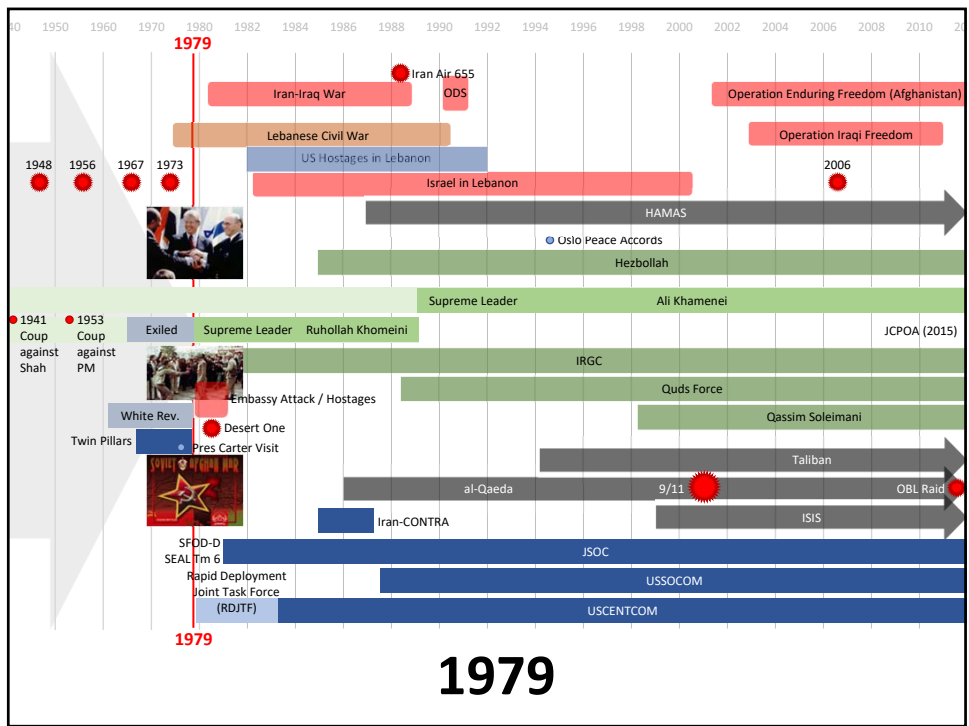 40 1950 1960 1970 1980 1982 1984 1986 1988 1990 1992 1994 1996 1998 2000 2002 2004 2006 2008 2010 20
1979
Iran Air 655
Iran-Iraq War
ODS
Operation Enduring Freedom (Afghanistan)
Lebanese Civil War
Operation Iraqi Freedom
US Hostages in Lebanon
1948
1956
1967
1973
2006
Israel in Lebanon
HAMAS
Oslo Peace Accords
Hezbollah
Supreme Leader
Ali Khamenei
1941
Coup
against
Shah
1953
Coup
against
PM
Exiled
Supreme Leader
Ruhollah Khomeini
JCPOA (2015)
IRGC
Quds Force
Embassy Attack / Hostages
White Rev.
Qassim Soleimani
Desert One
Twin Pillars
Pres Carter Visit
SOVIET AFGHAN WAR
Taliban
al-Qaeda
9/11
OBL Raid
ISIS
Iran-CONTRA
SFOD-D
SEAL Tm 6
JSOC
Rapid Deployment
Joint Task Force
(RDJTF)
USSOCOM
USCENTCOM
1979
1979